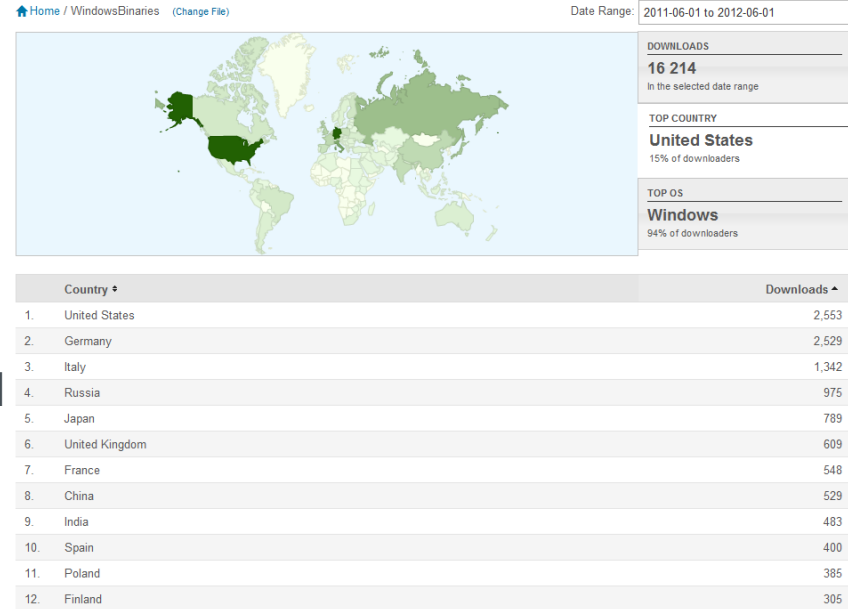 Home / WindowsBinaries (Change File)
Date Range: 2011-06-01 to 2012-06-01
DOWNLOADS
16 214
In the selected date range
TOP COUNTRY
United States
15% of downloaders
TOP OS
Windows
94% of downloaders
Country Downloads
1. United States 2,553
2. Germany 2,529
3. Italy 1,342
4. Russia 975
5. Japan 789
6. United Kingdom 609
7. France 548
8. China 529
9. India 483
10. Spain 400
11. Poland 385
12. Finland 305